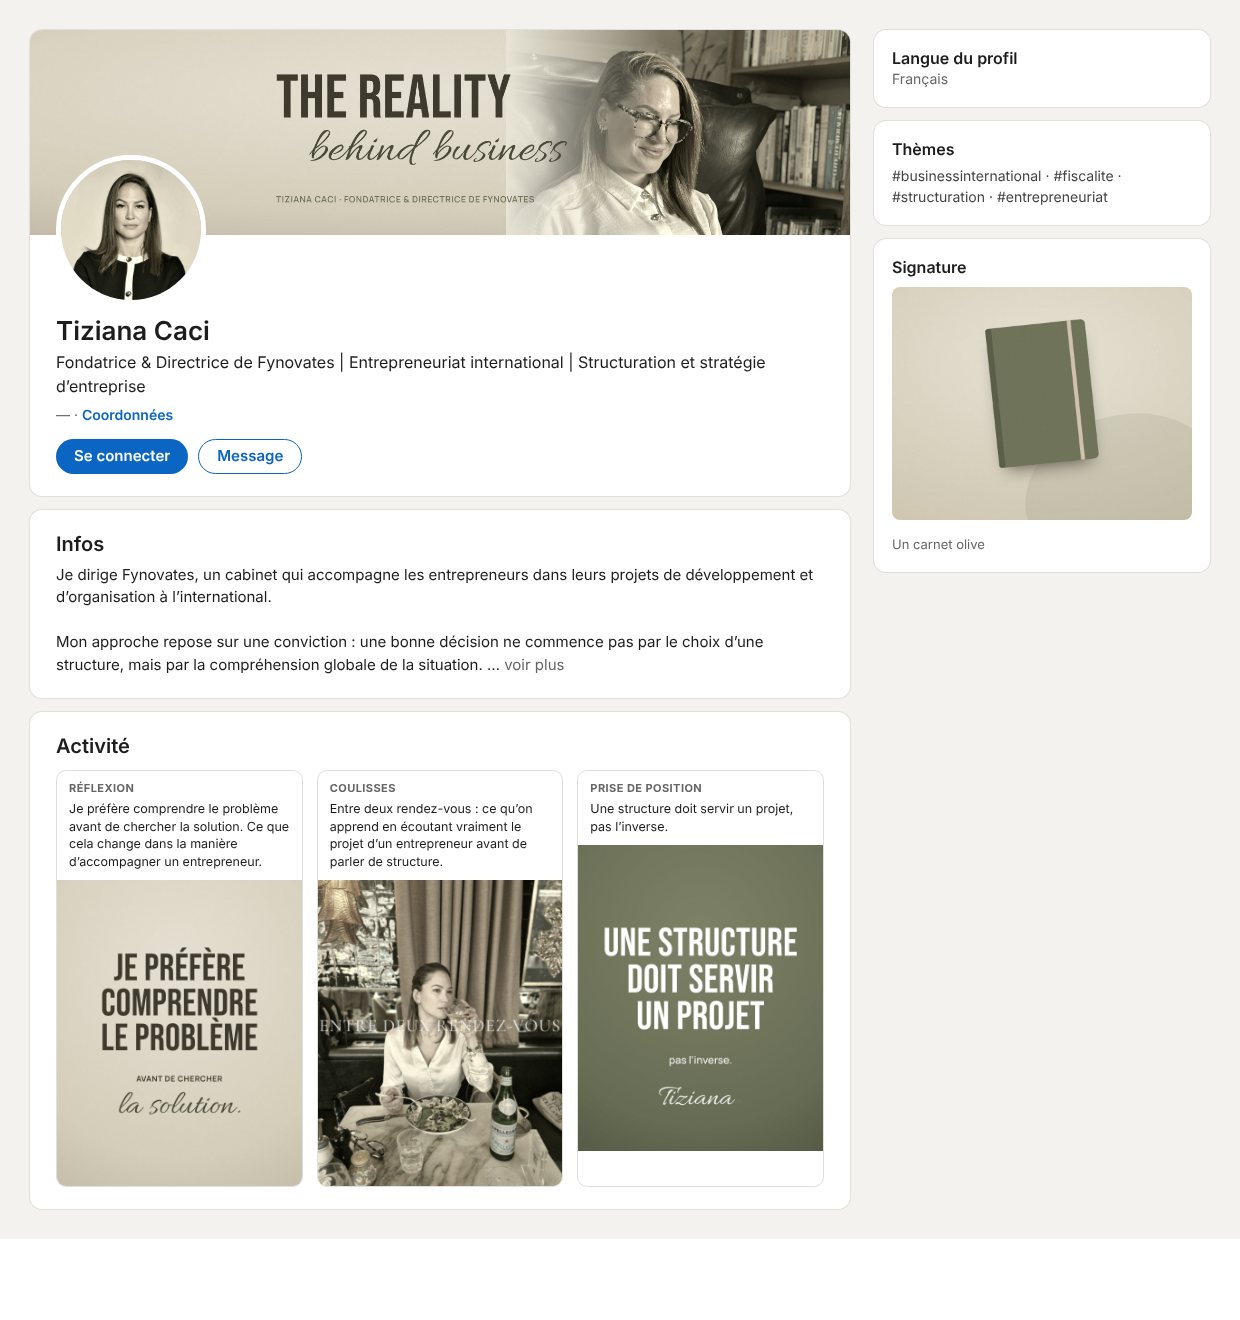 THE REALITY
behind business
TIZIANA CACI · FONDATRICE & DIRECTRICE DE FYNOVATES
Tiziana Caci
Fondatrice & Directrice de Fynovates | Entrepreneuriat international | Structuration et stratégie
d’entreprise
— · Coordonnées
Se connecter
Message
Infos
Je dirige Fynovates, un cabinet qui accompagne les entrepreneurs dans leurs projets de développement et
d’organisation à l’international.
Mon approche repose sur une conviction : une bonne décision ne commence pas par le choix d’une
structure, mais par la compréhension globale de la situation. ... voir plus
Activité
RÉFLEXION
Je préfère comprendre le problème
avant de chercher la solution. Ce que
cela change dans la manière
d’accompagner un entrepreneur.
JE PRÉFÈRE
COMPRENDRE
LE PROBLÈME
AVANT DE CHERCHER
la solution.
COULISSES
Entre deux rendez-vous : ce qu’on
apprend en écoutant vraiment le
projet d’un entrepreneur avant de
parler de structure.
ENTRE DEUX RENDEZ-VOUS
PRISE DE POSITION
Une structure doit servir un projet,
pas l’inverse.
UNE STRUCTURE
DOIT SERVIR
UN PROJET
pas l’inverse.
Tiziana
Langue du profil
Français
Thèmes
#businessinternational · #fiscalite ·
#structuration · #entrepreneuriat
Signature
Un carnet olive